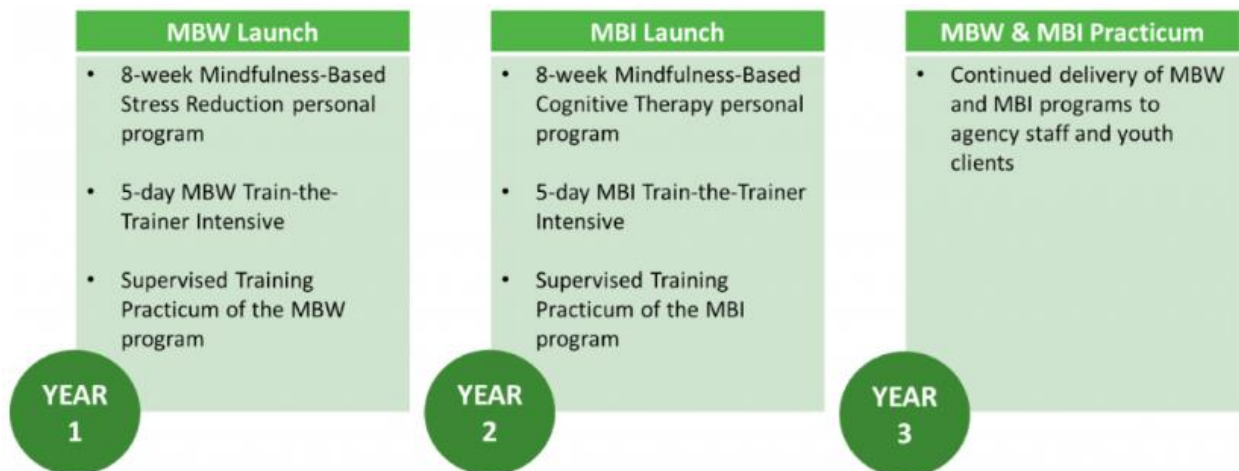 MBW Launch
• 8-week Mindfulness-Based
Stress Reduction personal
program
• 5-day MBW Train-the-
Trainer Intensive
• Supervised Training
Practicum of the MBW
program
YEAR
1
MBI Launch
• 8-week Mindfulness-Based
Cognitive Therapy personal
program
• 5-day MBI Train-the-Trainer
Intensive
• Supervised Training
Practicum of the MBI
program
YEAR
2
MBW & MBI Practicum
• Continued delivery of MBW
and MBI programs to
agency staff and youth
clients
YEAR
3